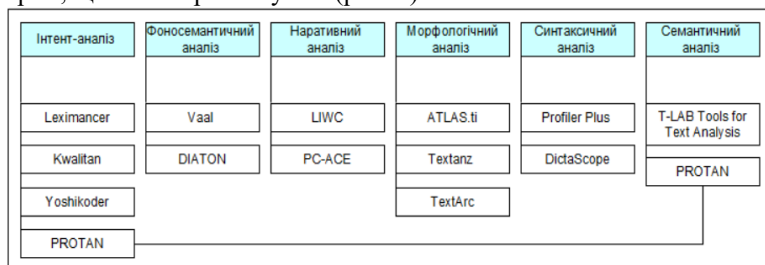 Інтент-аналіз
Фоносемантичний
аналіз
Наративний
аналіз
Морфологічний
аналіз
Синтаксичний
аналіз
Семантичний
аналіз
Leximancer
Vaal
LIWC
ATLAS.ti
Profiler Plus
T-LAB Tools for
Text Analysis
Kwalitan
DIATON
PC-ACE
Textanz
DictaScope
PROTAN
Yoshikoder
TextArc
PROTAN